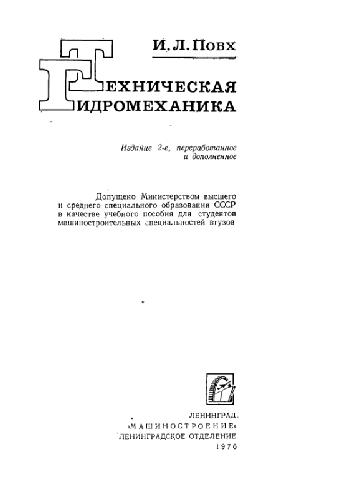 И. Л. Повх
ТЕХНИЧЕСКАЯ
ГИДРОМЕХАНИКА
Издание 2-е, переработанное
и дополненное
Допущено Министерством высшего
и среднего специального образования СССР
в качестве учебного пособия для студентов
машиностроительных специальностей втузов
ЛЕНИНГРАД,
«МАШИНОСТРОЕНИЕ»
ЛЕНИНГРАДСКОЕ ОТДЕЛЕНИЕ
1976